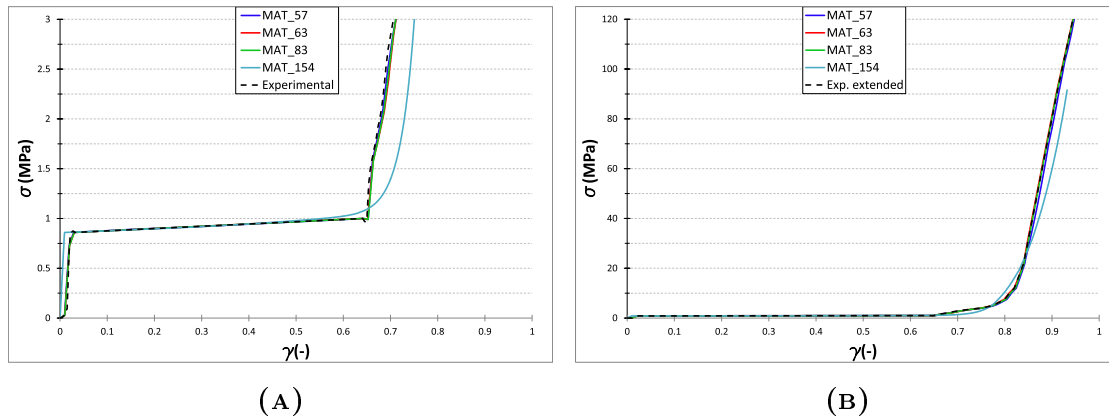 MAT_57
MAT_63
MAT_83
MAT_154
Experimental
3
2.5
2
1.5
1
0.5
0
σ (MPa)
0 0.1 0.2 0.3 0.4 0.5 0.6 0.7 0.8 0.9 1
γ(-)
(A)
MAT_57
MAT_63
MAT_83
MAT_154
Exp. extended
120
100
80
60
40
20
0
σ (MPa)
0 0.1 0.2 0.3 0.4 0.5 0.6 0.7 0.8 0.9 1
γ(-)
(B)